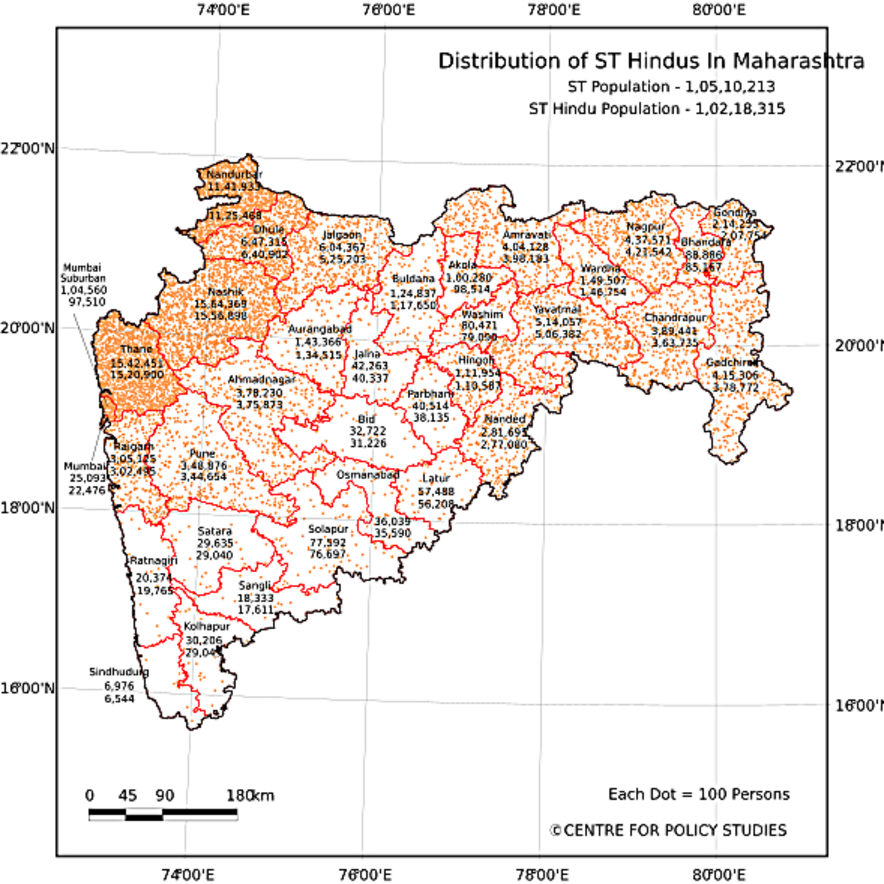 74°00'E 76°00'E 78°00'E 80°00'E
Distribution of ST Hindus In Maharashtra
ST Population - 1,05,10,213
ST Hindu Population - 1,02,18,315
22°00'N
22°00'N
Nandurbar
11,41,933
11,25,468
Dhule
6,47,315
6,40,902
Jalgaon
6,04,367
5,25,203
Amravati
4,04,128
3,98,183
Nagpur
4,37,571
4,21,542
Gondiya
Bhandara
88,886
85,167
Mumbai
Suburban
1,04,560
97,510
Nashik
15,64,369
15,56,898
Buldana
1,24,837
1,17,650
Akola
1,00,280
98,514
Wardha
1,49,507
1,46,754
Washim
80,471
79,090
Yavatmal
5,14,057
5,06,382
Chandrapur
3,89,441
3,63,735
20°00'N
20°00'N
Aurangabad
1,43,366
1,34,515
Thane
15,42,451
15,20,900
Jalna
42,263
40,337
Hingoli
1,11,954
1,10,587
Gadchiroli
4,15,306
3,78,772
Ahmadnagar
3,78,230
3,75,873
Parbhani
40,514
38,135
Bid
32,722
31,226
Nanded
2,81,695
2,77,080
Raigarh
3,05,125
3,02,495
Pune
3,48,876
3,44,654
Mumbai
25,093
22,476
Osmanabad
36,039
35,590
Latur
57,488
56,208
18°00'N
18°00'N
Satara
29,635
29,040
Solapur
77,592
76,697
Ratnagiri
20,374
19,765
Sangli
18,333
17,611
Kolhapur
30,206
Sindhudurg
6,976
6,544
16°00'N
16°00'N
0 45 90 180km
Each Dot = 100 Persons
©CENTRE FOR POLICY STUDIES
74°00'E 76°00'E 78°00'E 80°00'E